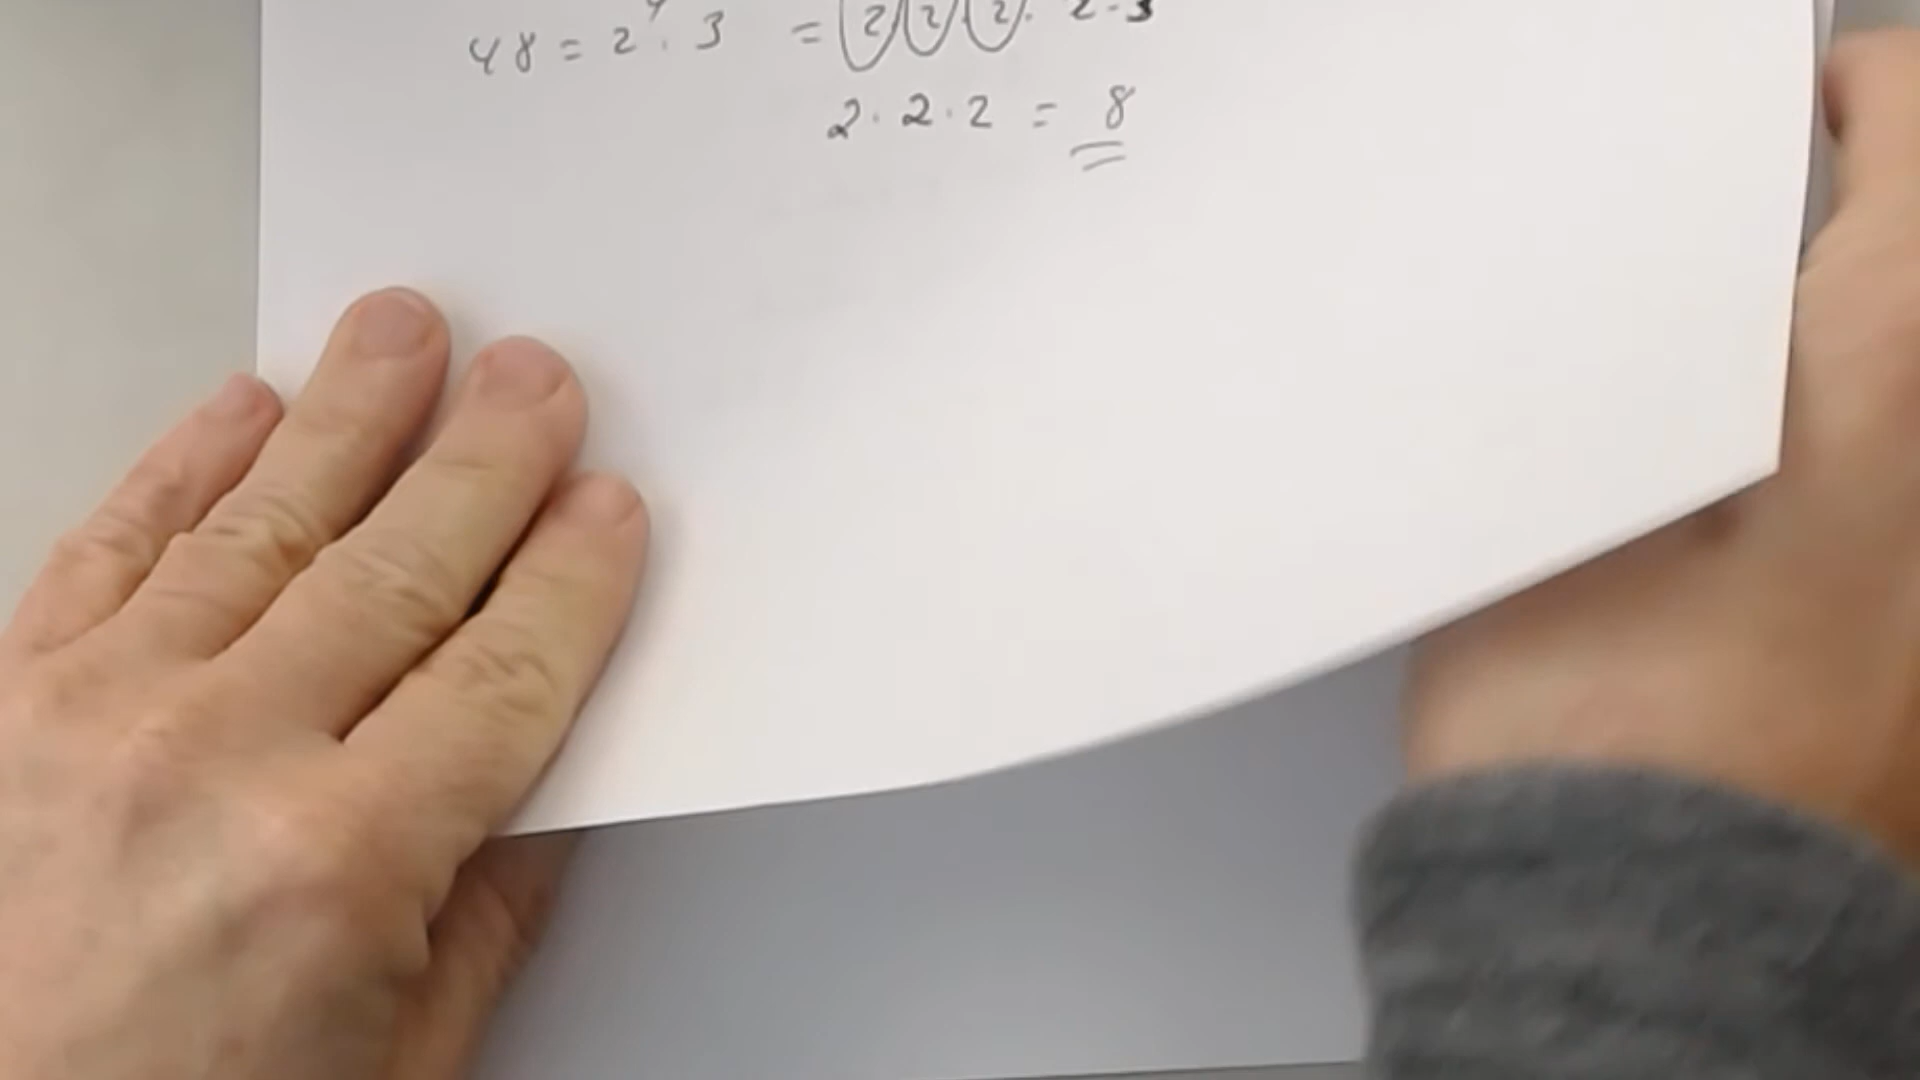 48 = 2⁴ · 3 = 2 · 2 · 2 · 2 · 3
2 · 2 · 2 = 8